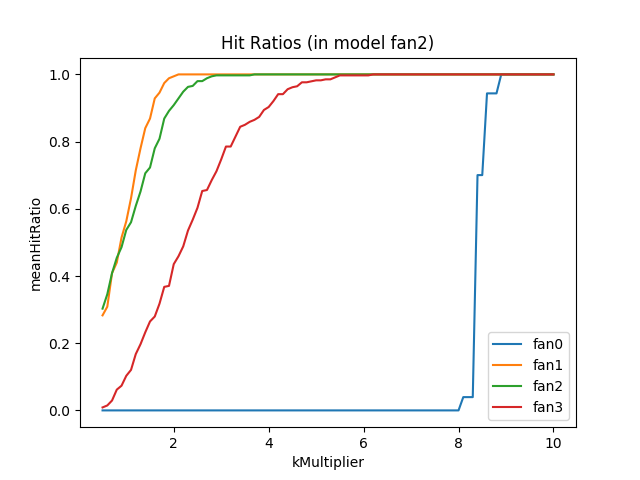 Hit Ratios (in model fan2)
meanHitRatio
1.0
0.8
0.6
0.4
0.2
0.0
2
4
6
8
10
kMultiplier
fan0
fan1
fan2
fan3